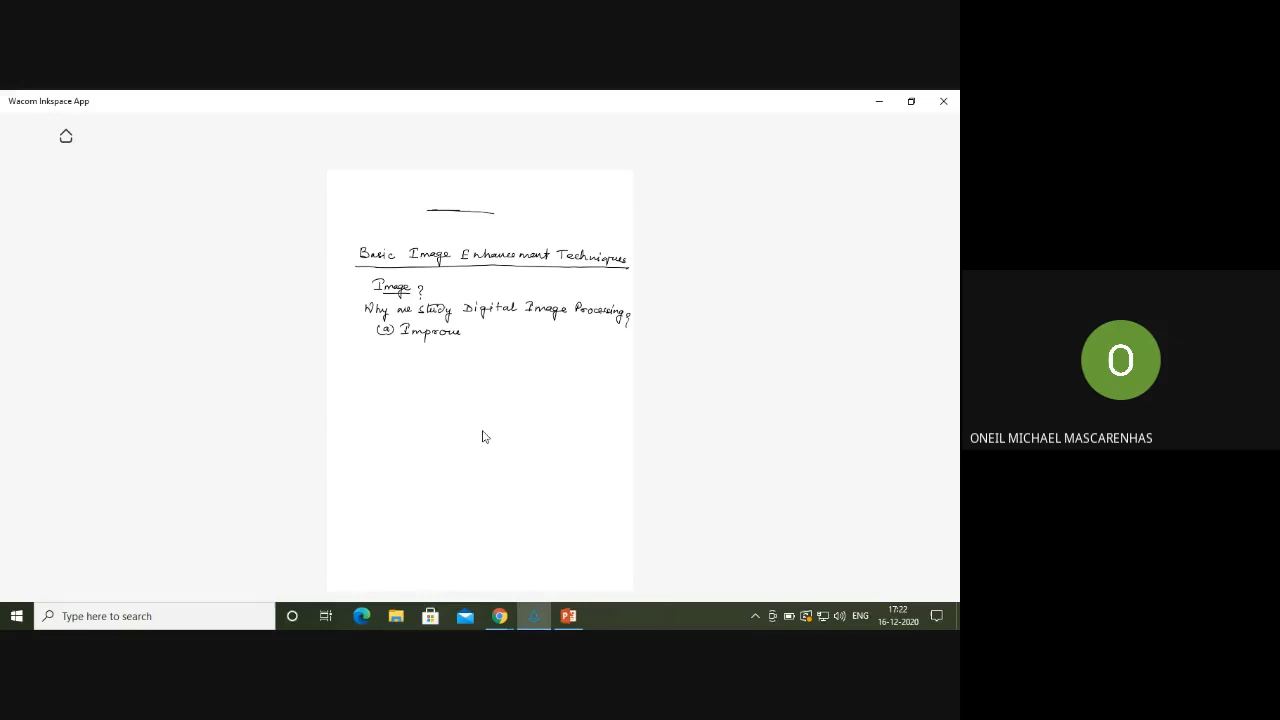 Wacom Inkspace App
Basic Image Enhancement Techniques
Image ?
Why we study Digital Image Processing?
(a) Improve
O
ONEIL MICHAEL MASCARENHAS
Type here to search
ENG
17:22
16-12-2020